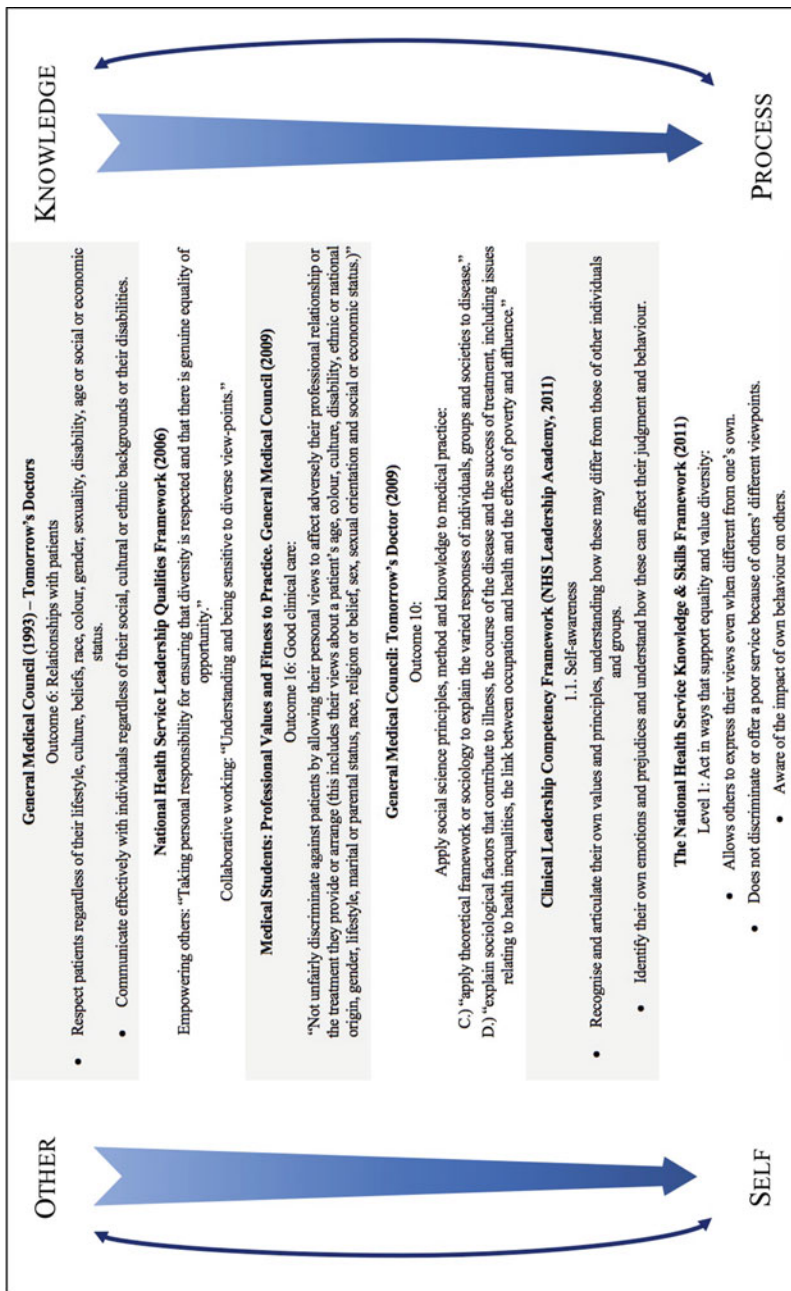 OTHER
KNOWLEDGE
General Medical Council (1993) – Tomorrow's Doctors
Outcome 6: Relationships with patients
• Respect patients regardless of their lifestyle, culture, beliefs, race, colour, gender, sexuality, disability, age or social or economic
status.
• Communicate effectively with individuals regardless of their social, cultural or ethnic backgrounds or their disabilities.
National Health Service Leadership Qualities Framework (2006)
Empowering others: “Taking personal responsibility for ensuring that diversity is respected and that there is genuine equality of
opportunity.”
Collaborative working: “Understanding and being sensitive to diverse view-points.”
Medical Students: Professional Values and Fitness to Practice. General Medical Council (2009)
Outcome 16: Good clinical care:
“Not unfairly discriminate against patients by allowing their personal views to affect adversely their professional relationship or
the treatment they provide or arrange (this includes their views about a patient's age, colour, culture, disability, ethnic or national
origin, gender, lifestyle, marital or parental status, race, religion or belief, sex, sexual orientation and social or economic status.)”
General Medical Council: Tomorrow's Doctor (2009)
Outcome 10:
Apply social science principles, method and knowledge to medical practice:
C.) “apply theoretical framework or sociology to explain the varied responses of individuals, groups and societies to disease.”
D.) “explain sociological factors that contribute to illness, the course of the disease and the success of treatment, including issues
relating to health inequalities, the link between occupation and health and the effects of poverty and affluence.”
Clinical Leadership Competency Framework (NHS Leadership Academy, 2011)
1.1. Self-awareness
• Recognise and articulate their own values and principles, understanding how these may differ from those of other individuals
and groups.
• Identify their own emotions and prejudices and understand how these can affect their judgment and behaviour.
The National Health Service Knowledge & Skills Framework (2011)
Level 1: Act in ways that support equality and value diversity:
• Allows others to express their views even when different from one's own.
• Does not discriminate or offer a poor service because of others' different viewpoints.
• Aware of the impact of own behaviour on others.
SELF
PROCESS